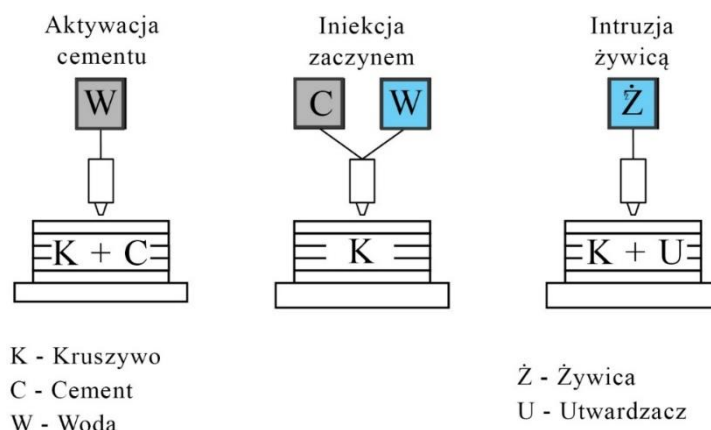 Aktywacja
cementu
W
K + C
Iniekcja
zaczynem
C W
K
Intruzja
żywicą
Ż
K + U
K - Kruszywo
C - Cement
W - Woda
Ż - Żywica
U - Utwardzacz